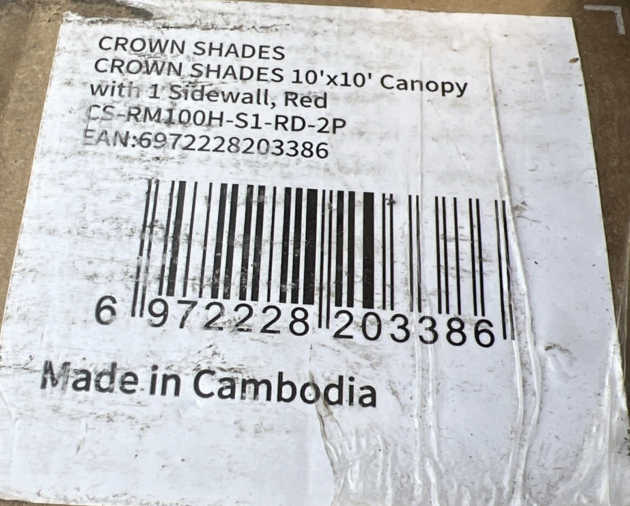 CROWN SHADES
CROWN SHADES 10'x10' Canopy
with 1 Sidewall, Red
CS-RM100H-S1-RD-2P
EAN:6972228203386
6 972228 203386
Made in Cambodia